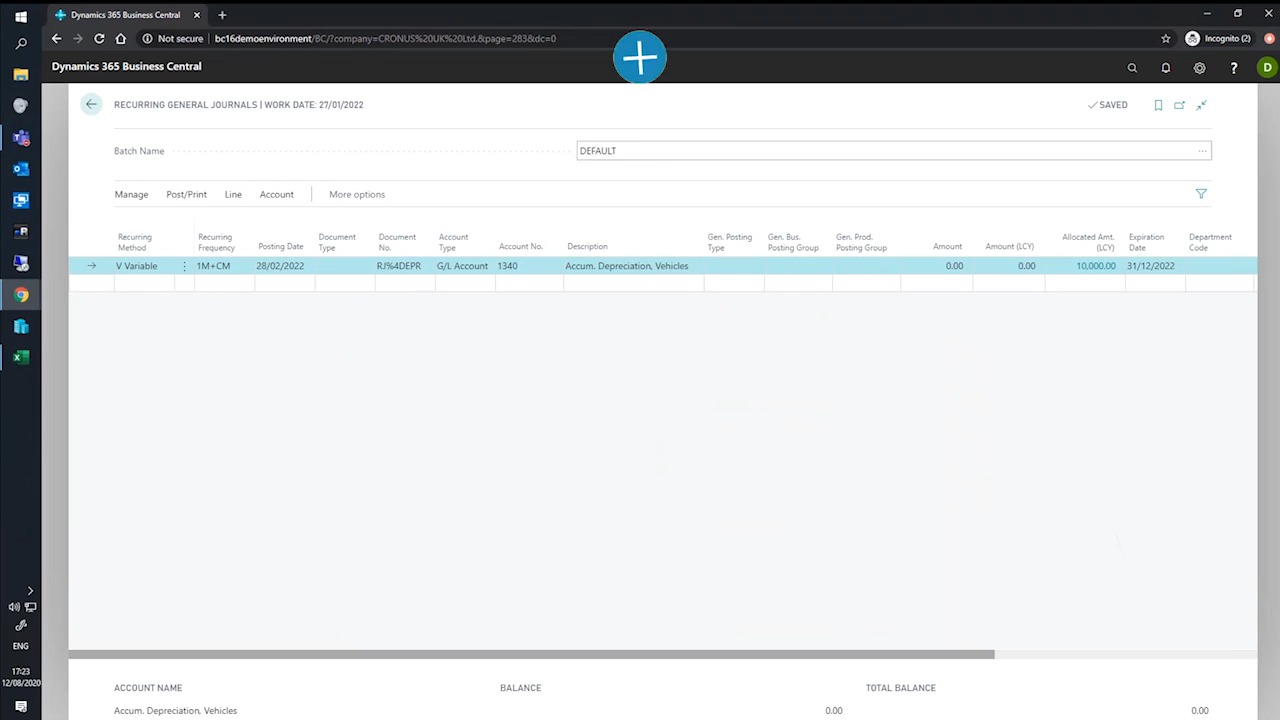 Dynamics 365 Business Central
Not secure
bc16demoenvironment/BC/?company=CRONUS%20UK%20Ltd.&page=283&dc=0
Incognito (2)
Dynamics 365 Business Central
D
RECURRING GENERAL JOURNALS | WORK DATE: 27/01/2022
SAVED
Batch Name
DEFAULT
Manage Post/Print Line Account More options
Recurring Method Recurring Frequency Posting Date Document Type Document No. Account Type Account No. Description Gen. Posting Type Gen. Bus. Posting Group Gen. Prod. Posting Group Amount Amount (LCY) Allocated Amt. (LCY) Expiration Date Department Code
V Variable 1M+CM 28/02/2022 RJ%4DEPR G/L Account 1340 Accum. Depreciation, Vehicles 0.00 0.00 10,000.00 31/12/2022
ENG
17:23
12/08/2020
ACCOUNT NAME BALANCE TOTAL BALANCE
Accum. Depreciation, Vehicles 0.00 0.00